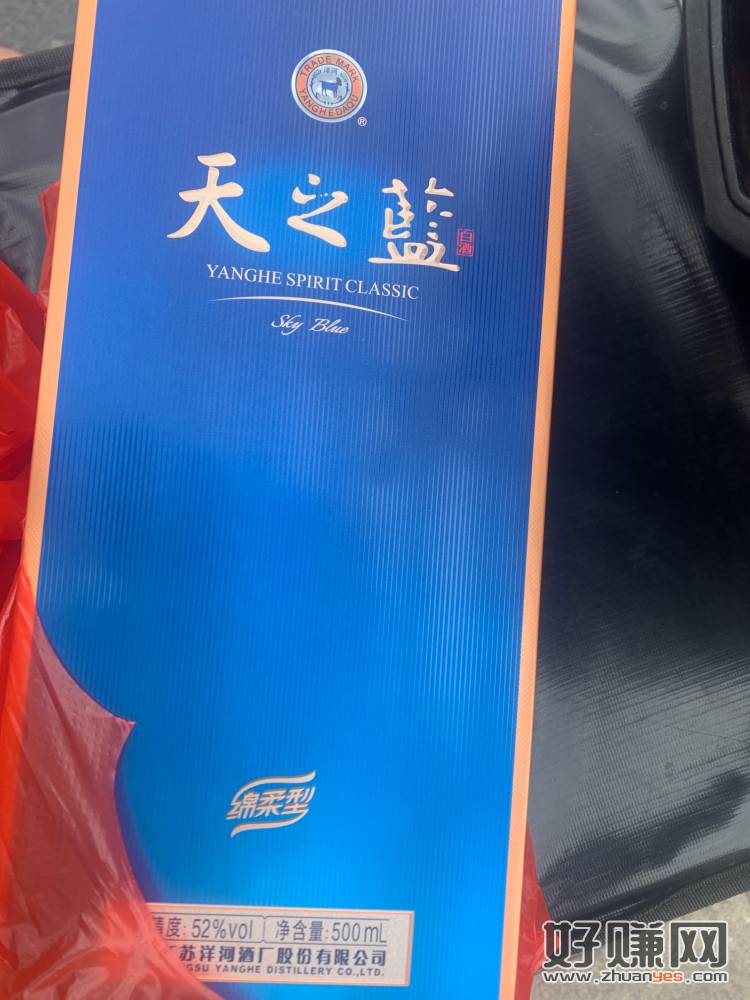 TRADE MARK
洋河
YANGHEDAQU
®
天之藍
白酒
YANGHE SPIRIT CLASSIC
Sky Blue
绵柔型
精度:52%vol 净含量:500mL
苏洋河酒厂股份有限公司
GSU YANGHE DISTILLERY CO.,LTD.
好赚网
www.zhuanyes.com